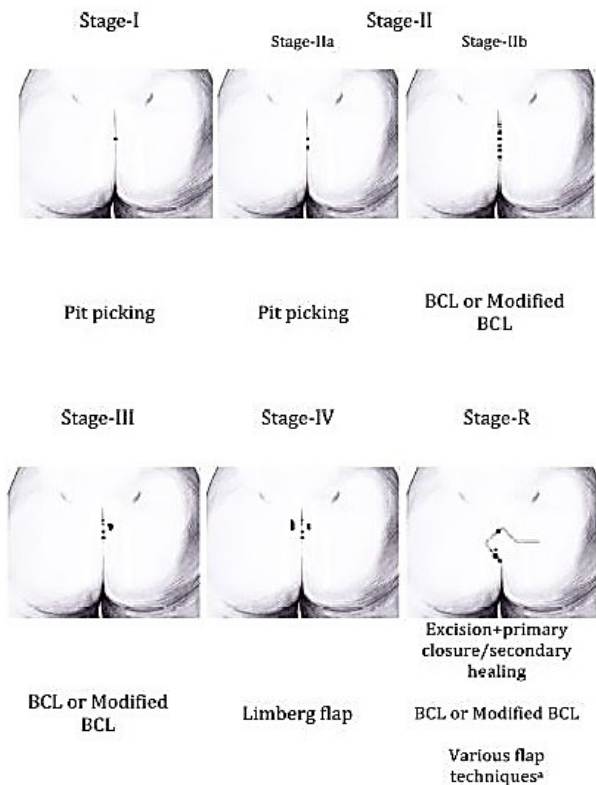 Stage-I
Stage-II
Stage-IIa
Stage-IIb
Pit picking
Pit picking
BCL or Modified
BCL
Stage-III
Stage-IV
Stage-R
BCL or Modified
BCL
Limberg flap
Excision+primary
closure/secondary
healing
BCL or Modified BCL
Various flap
techniquesᵃ